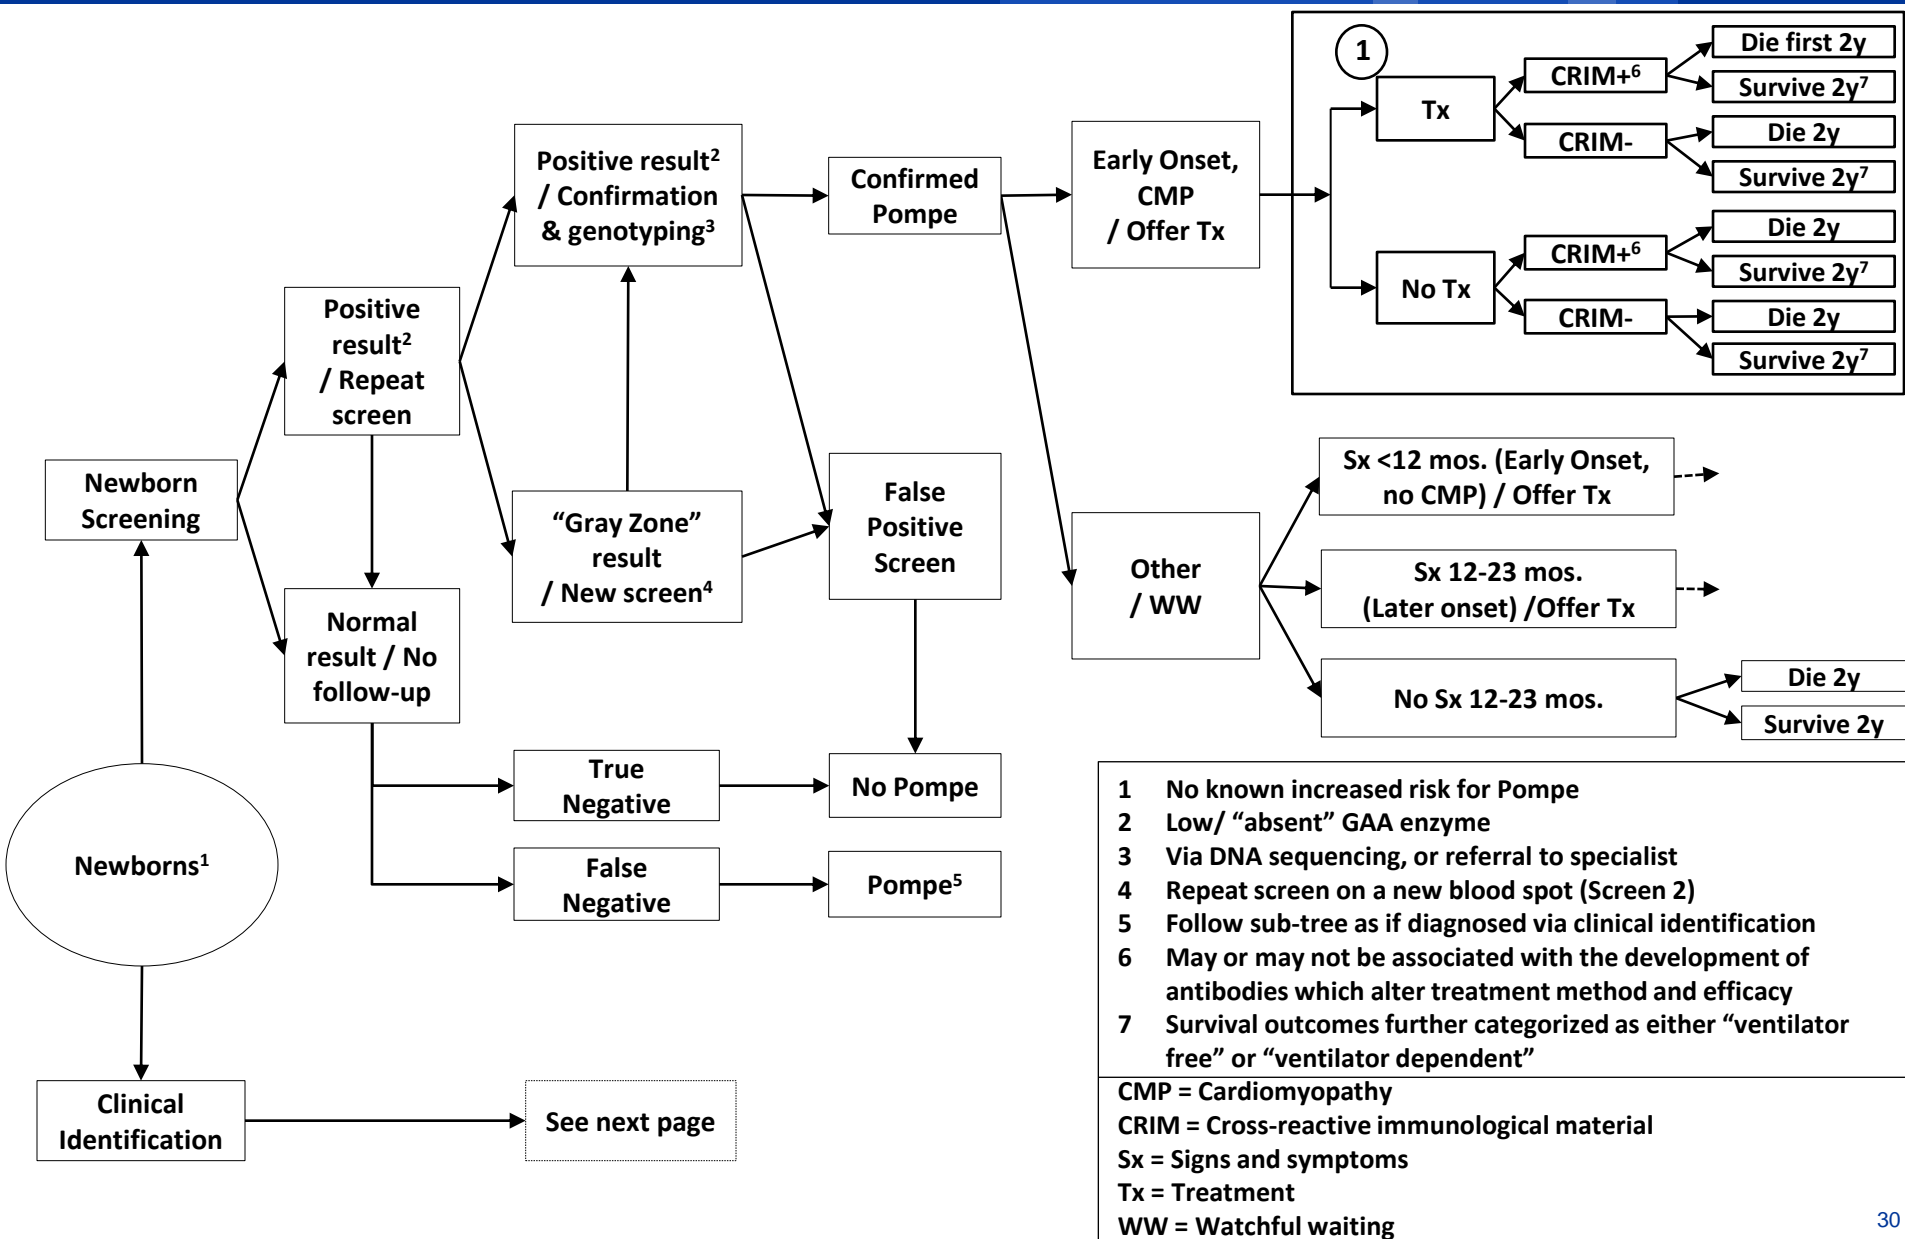 1
Tx
CRIM+⁶
Die first 2y
Survive 2y⁷
CRIM-
Die 2y
Survive 2y⁷
No Tx
CRIM+⁶
Die 2y
Survive 2y⁷
CRIM-
Die 2y
Survive 2y⁷
Positive result²
/ Confirmation
& genotyping³
Confirmed
Pompe
Early Onset,
CMP
/ Offer Tx
Positive
result²
/ Repeat
screen
Newborn
Screening
"Gray Zone"
result
/ New screen⁴
False
Positive
Screen
Other
/ WW
Sx <12 mos. (Early Onset,
no CMP) / Offer Tx
Sx 12-23 mos.
(Later onset) /Offer Tx
No Sx 12-23 mos.
Die 2y
Survive 2y
Normal
result / No
follow-up
True
Negative
No Pompe
False
Negative
Pompe⁵
Newborns¹
Clinical
Identification
See next page
1 No known increased risk for Pompe
2 Low/ "absent" GAA enzyme
3 Via DNA sequencing, or referral to specialist
4 Repeat screen on a new blood spot (Screen 2)
5 Follow sub-tree as if diagnosed via clinical identification
6 May or may not be associated with the development of
antibodies which alter treatment method and efficacy
7 Survival outcomes further categorized as either "ventilator
free" or "ventilator dependent"
CMP = Cardiomyopathy
CRIM = Cross-reactive immunological material
Sx = Signs and symptoms
Tx = Treatment
WW = Watchful waiting
30